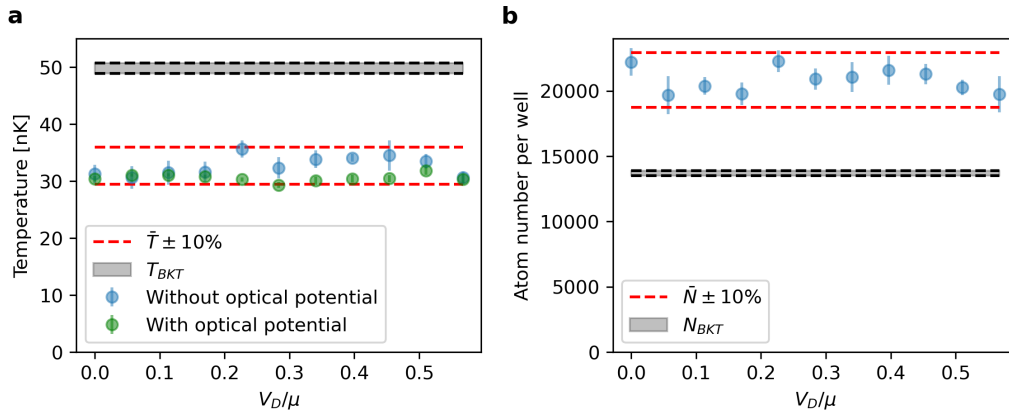 a
50
40
30
20
10
0
Temperature [nK]
T̄ ± 10%
T_BKT
Without optical potential
With optical potential
0.0 0.1 0.2 0.3 0.4 0.5
V_D/μ
b
20000
15000
10000
5000
0
Atom number per well
N̄ ± 10%
N_BKT
0.0 0.1 0.2 0.3 0.4 0.5
V_D/μ